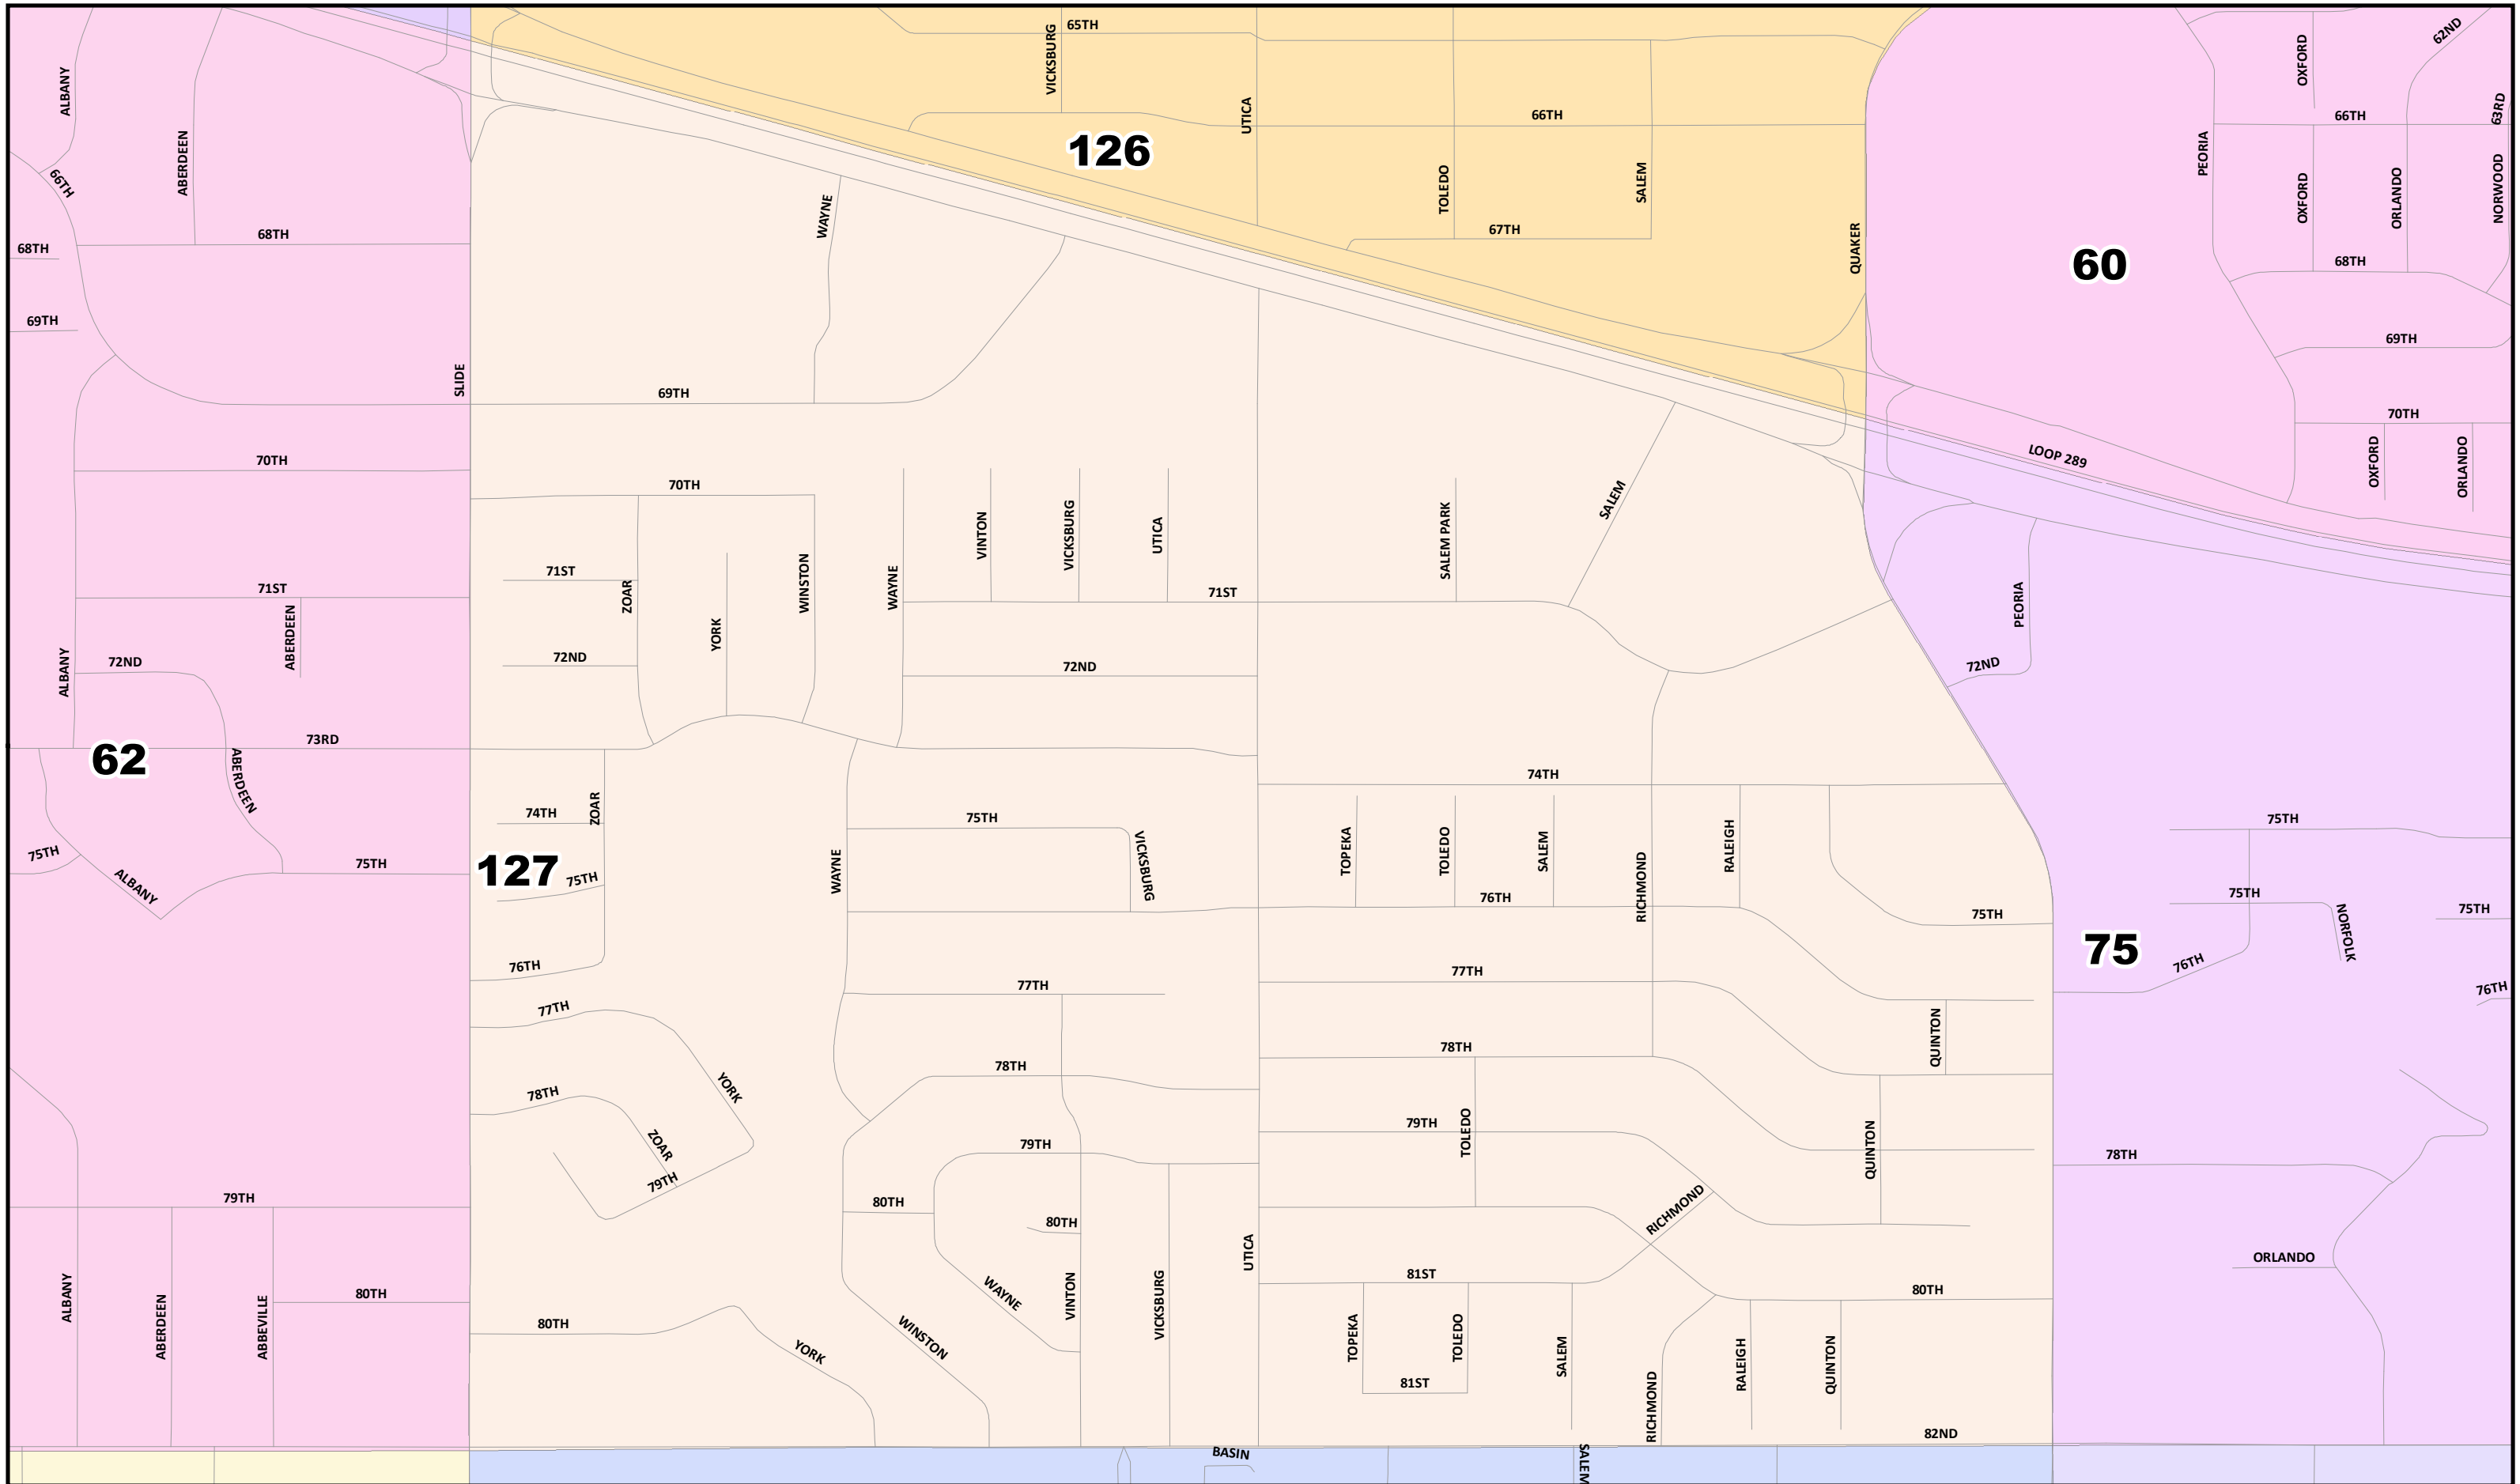 65TH
62ND
VICKSBURG
OXFORD
ALBANY
63RD
UTICA
66TH
66TH
126
ABERDEEN
PEORIA
66TH
TOLEDO
SALEM
OXFORD
ORLANDO
NORWOOD
WAYNE
67TH
68TH
68TH
QUAKER
60
68TH
69TH
69TH
SLIDE
69TH
70TH
LOOP 289
70TH
OXFORD
ORLANDO
70TH
SALEM
VINTON
VICKSBURG
UTICA
SALEM PARK
71ST
71ST
ZOAR
WINSTON
WAYNE
71ST
PEORIA
ABERDEEN
YORK
72ND
ALBANY
72ND
72ND
72ND
73RD
62
74TH
ABERDEEN
74TH
ZOAR
75TH
75TH
75TH
75TH
127
75TH
WAYNE
VICKSBURG
TOPEKA
TOLEDO
SALEM
RICHMOND
RALEIGH
ALBANY
76TH
75TH
75TH
75TH
NORFOLK
75
76TH
76TH
77TH
77TH
76TH
77TH
QUINTON
78TH
78TH
YORK
78TH
79TH
TOLEDO
QUINTON
ZOAR
79TH
78TH
79TH
79TH
80TH
RICHMOND
80TH
UTICA
ORLANDO
81ST
ALBANY
ABERDEEN
ABBEVILLE
80TH
WAYNE
VINTON
VICKSBURG
80TH
80TH
WINSTON
YORK
TOPEKA
TOLEDO
SALEM
RALEIGH
QUINTON
81ST
RICHMOND
82ND
BASIN
SALEM